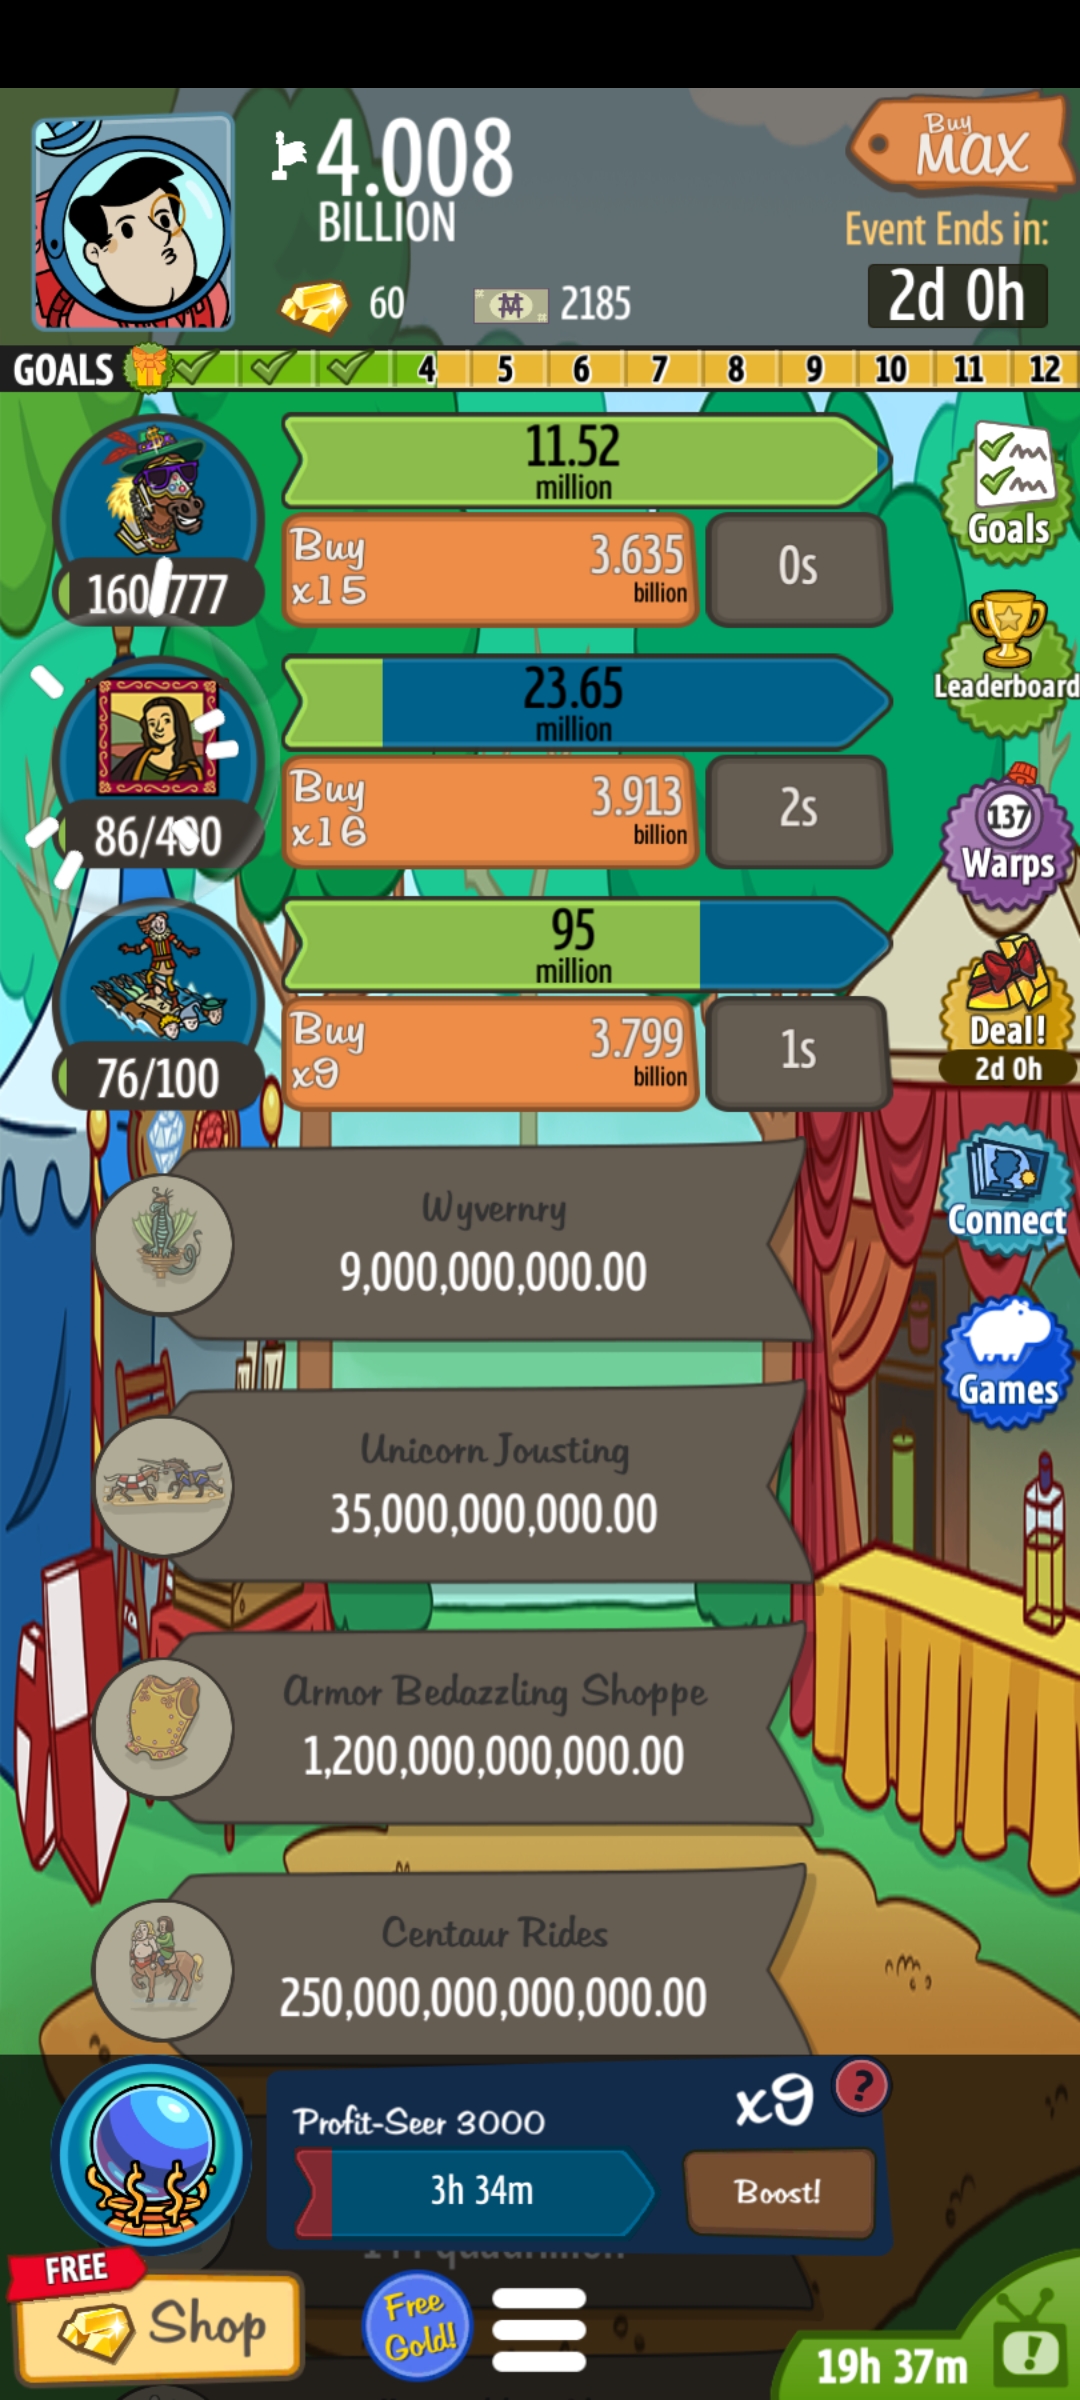 4.008
BILLION
60
2185
Buy
MAX
Event Ends in:
2d 0h
GOALS 4 5 6 7 8 9 10 11 12
11.52
million
Buy
x15
3.635
billion
0s
160/777
Goals
23.65
million
Buy
x16
3.913
billion
2s
86/400
Leaderboard
137
Warps
95
million
Buy
x9
3.799
billion
1s
76/100
Deal!
2d 0h
Wyvernry
9,000,000,000.00
Connect
Unicorn Jousting
35,000,000,000.00
Games
Armor Bedazzling Shoppe
1,200,000,000,000.00
Centaur Rides
250,000,000,000,000.00
Profit-Seer 3000
x9
?
3h 34m
Boost!
FREE
Shop
Free
Gold!
19h 37m
!